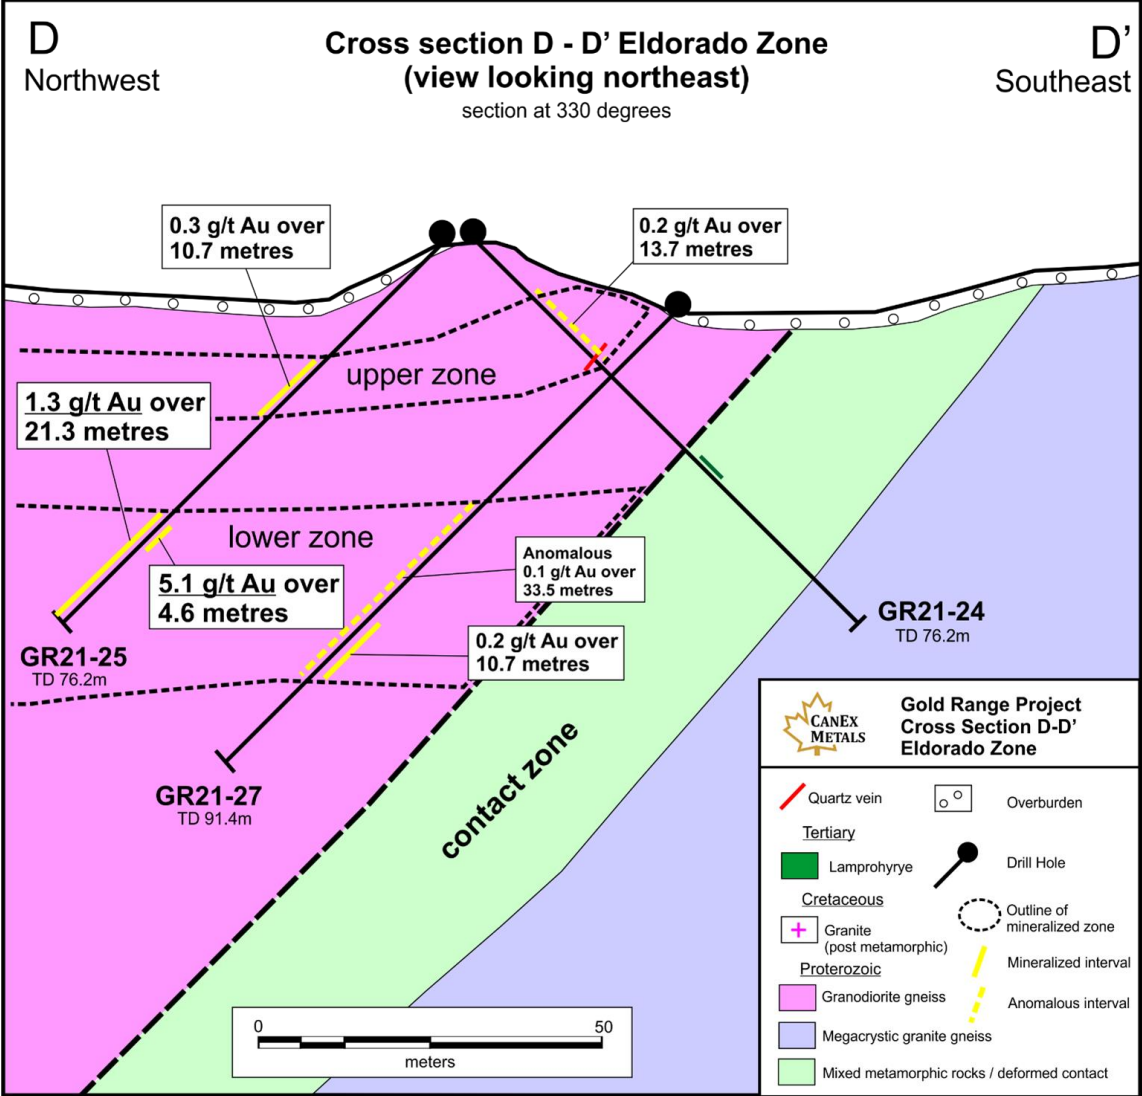 D
Northwest
Cross section D - D’ Eldorado Zone
(view looking northeast)
section at 330 degrees
D’
Southeast
0.3 g/t Au over
10.7 metres
0.2 g/t Au over
13.7 metres
upper zone
1.3 g/t Au over
21.3 metres
lower zone
Anomalous
0.1 g/t Au over
33.5 metres
5.1 g/t Au over
4.6 metres
0.2 g/t Au over
10.7 metres
GR21-24
TD 76.2m
GR21-25
TD 76.2m
GR21-27
TD 91.4m
contact zone
0 50
meters
CANEX
METALS
Gold Range Project
Cross Section D-D’
Eldorado Zone
Quartz vein
Overburden
Tertiary
Lamprohyrye
Drill Hole
Cretaceous
Granite
(post metamorphic)
Outline of
mineralized zone
Proterozoic
Mineralized interval
Granodiorite gneiss
Anomalous interval
Megacrystic granite gneiss
Mixed metamorphic rocks / deformed contact